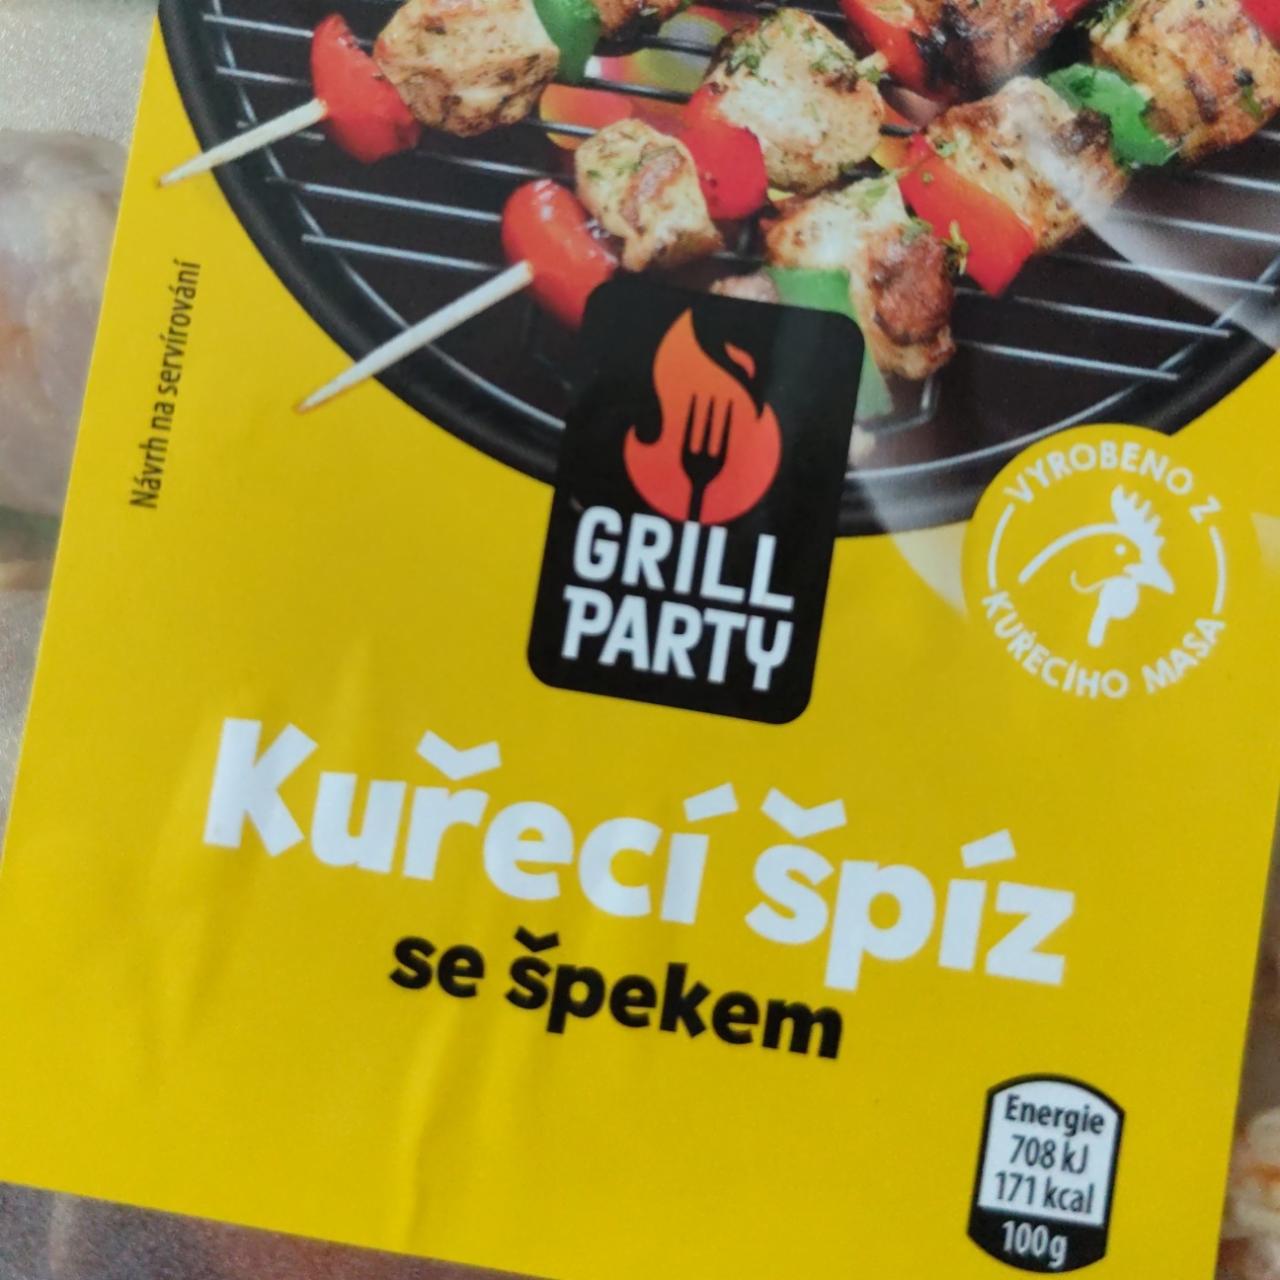 Návrh na servírování
GRILL
PARTY
VYROBENO Z
KUŘECÍHO MASA
Kuřecí špíz
se špekem
Energie
708 kJ
171 kcal
100g